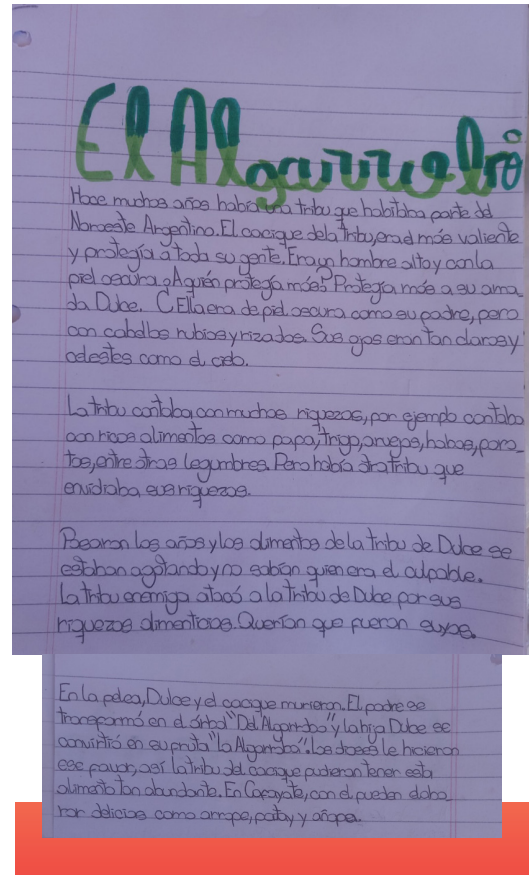 El Algarrobo
Hace muchos años había una tribu que habitaba parte del
Noroeste Argentino. El cacique de la tribu, era el más valiente
y protegía a toda su gente. Era un hombre alto y con la
piel oscura. ¿A quién protegía más? Protegía más a su ama-
da Dulce. Ella era de piel oscura como su padre, pero
con cabellos rubios y rizados. Sus ojos eran tan claros y
celestes como el cielo.
La tribu contaba con muchas riquezas, por ejemplo contaba
con ricos alimentos como papa, trigo, arvejas, habas, poro-
tos, entre otras legumbres. Pero había otra tribu que
envidiaba sus riquezas.
Pasaron los años y los alimentos de la tribu de Dulce se
estaban agotando y no sabían quien era el culpable.
La tribu enemiga atacó a la tribu de Dulce por sus
riquezas alimenticias. Querían que fueran suyas.
En la pelea, Dulce y el cacique murieron. El padre se
transformó en el árbol "Del Algarrobo" y la hija Dulce se
convirtió en su fruta "la Algarroba". Los dioses le hicieron
ese favor, así la tribu del cacique pudieran tener este
alimento tan abundante. En Cafayate, con el pueden elabo-
rar delicias como arrope, patay y añapa.